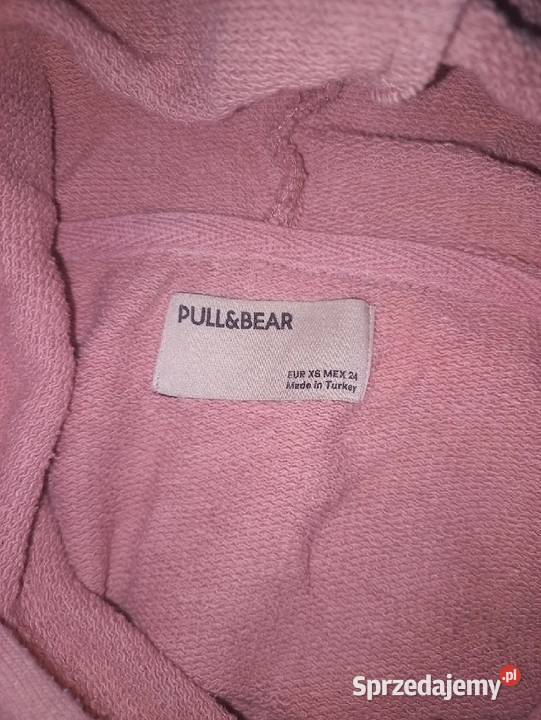 PULL&BEAR
EUR XS MEX 24
Made in Turkey
Sprzedajemy.pl